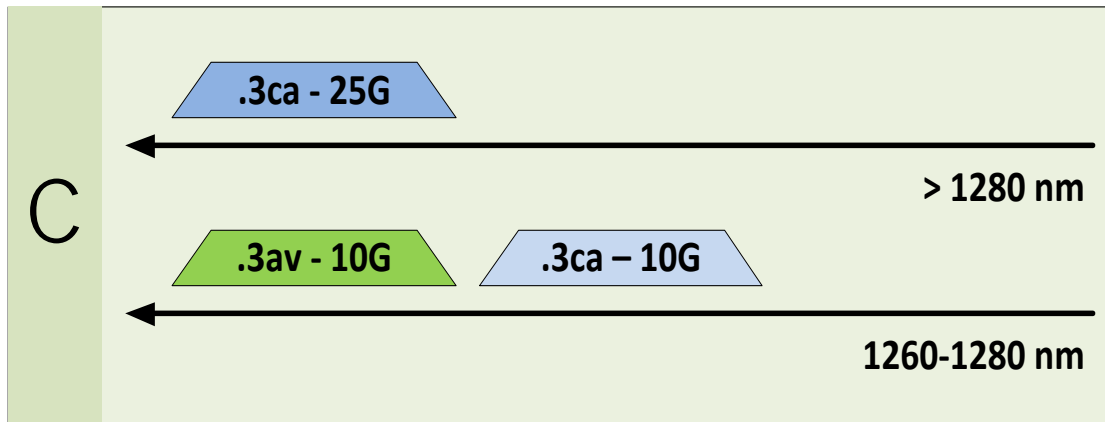 C
.3ca - 25G
> 1280 nm
.3av - 10G .3ca – 10G
1260-1280 nm